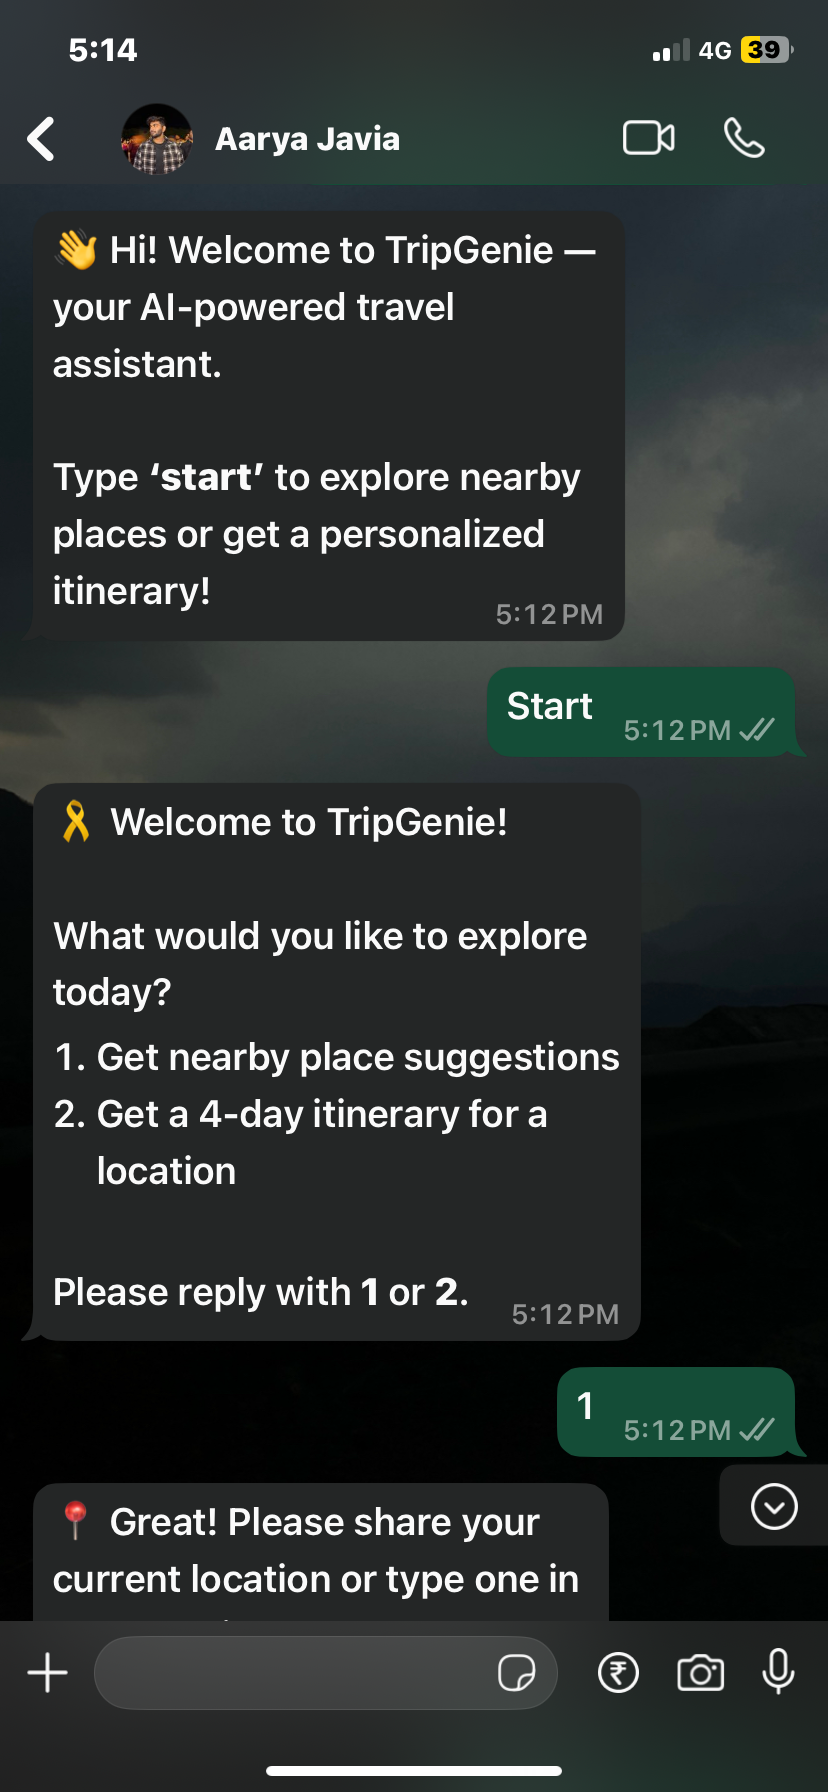 5:14
4G 39
Aarya Javia
👋 Hi! Welcome to TripGenie —
your AI-powered travel
assistant.
Type ‘start’ to explore nearby
places or get a personalized
itinerary!
5:12 PM
Start
5:12 PM
🎗 Welcome to TripGenie!
What would you like to explore
today?
1. Get nearby place suggestions
2. Get a 4-day itinerary for a
location
Please reply with 1 or 2.
5:12 PM
1
5:12 PM
📍 Great! Please share your
current location or type one in